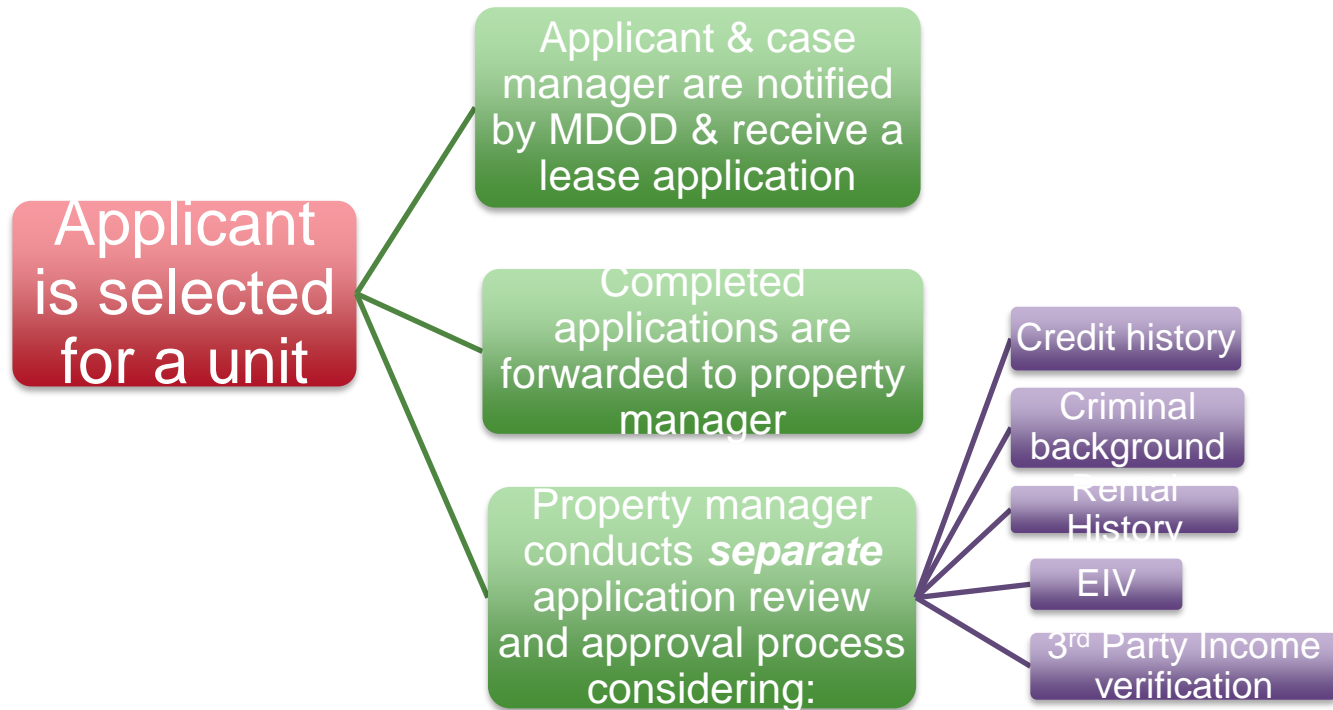 Applicant
is selected
for a unit
Applicant & case
manager are notified
by MDOD & receive a
lease application
Completed
applications are
forwarded to property
manager
Property manager
conducts separate
application review
and approval process
considering:
Credit history
Criminal
background
Rental
History
EIV
3rd Party Income
verification